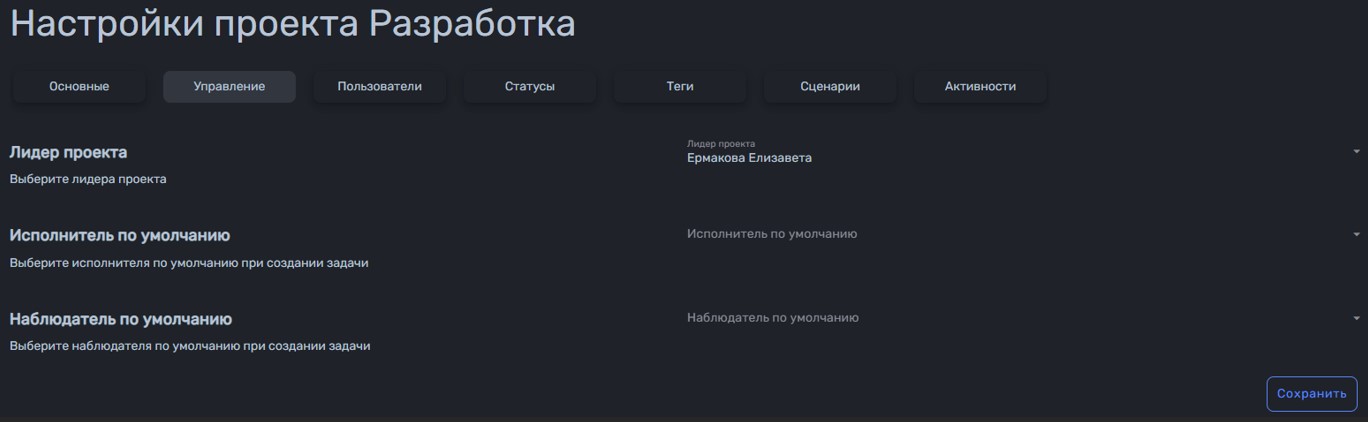 Настройки проекта Разработка
Основные Управление Пользователи Статусы Теги Сценарии Активности
Лидер проекта
Выберите лидера проекта
Лидер проекта
Ермакова Елизавета
Исполнитель по умолчанию
Выберите исполнителя по умолчанию при создании задачи
Исполнитель по умолчанию
Наблюдатель по умолчанию
Выберите наблюдателя по умолчанию при создании задачи
Наблюдатель по умолчанию
Сохранить